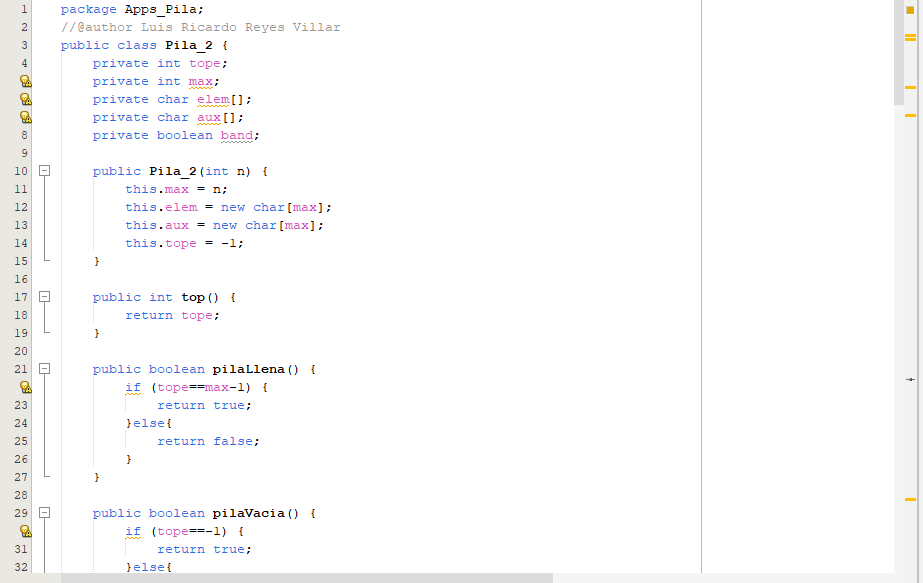 1 package Apps_Pila;
2 //@author Luis Ricardo Reyes Villar
3 public class Pila_2 {
4 private int tope;
private int max;
private char elem[];
private char aux[];
8 private boolean band;
9
10 public Pila_2(int n) {
11 this.max = n;
12 this.elem = new char[max];
13 this.aux = new char[max];
14 this.tope = -1;
15 }
16
17 public int top() {
18 return tope;
19 }
20
21 public boolean pilaLlena() {
if (tope==max-1) {
23 return true;
24 }else{
25 return false;
26 }
27 }
28
29 public boolean pilaVacia() {
if (tope==-1) {
31 return true;
32 }else{